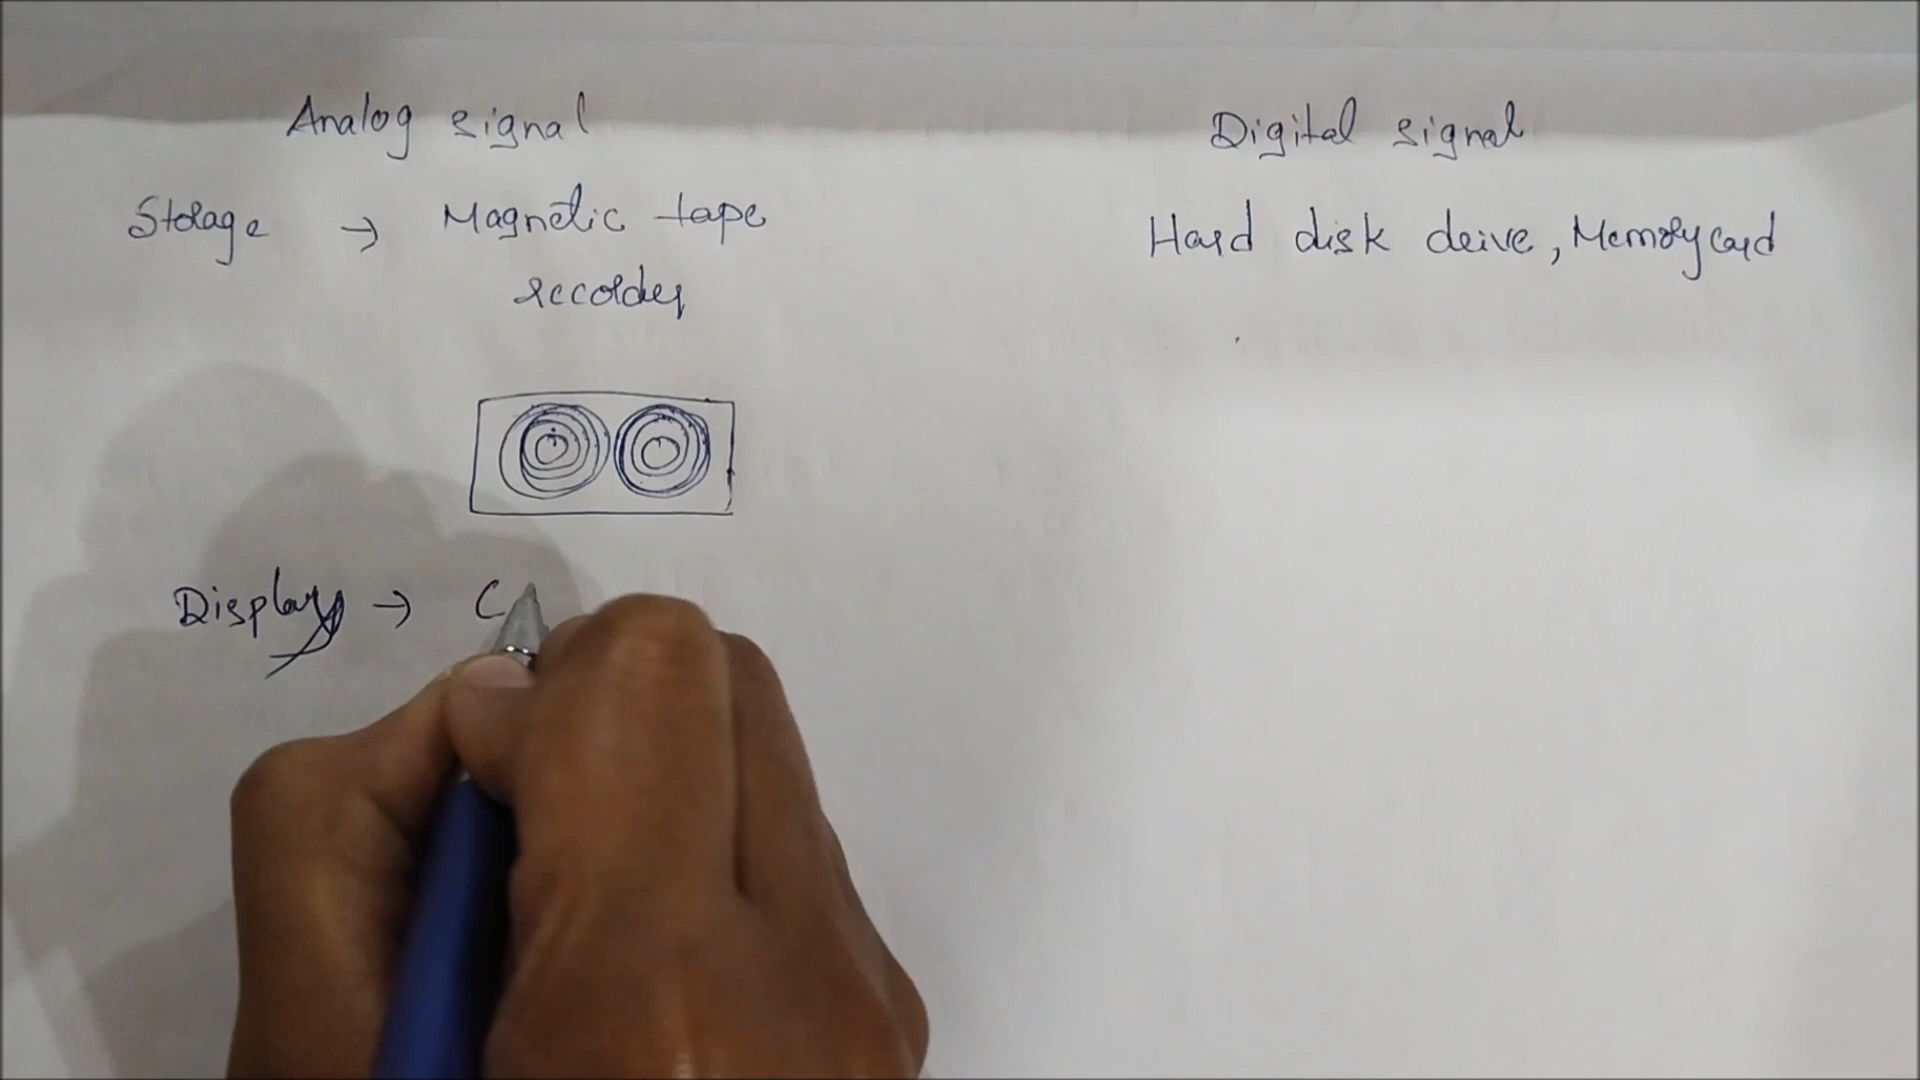 Analog signal
Digital signal
Storage → Magnetic tape
recorder
Hard disk drive, Memory card
Display → C